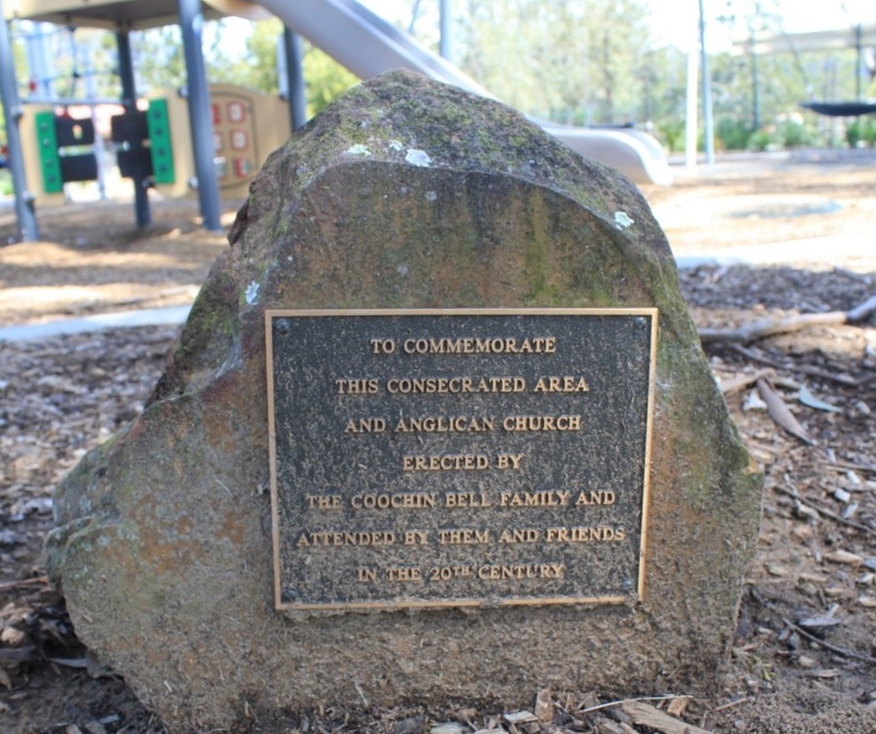 TO COMMEMORATE
THIS CONSECRATED AREA
AND ANGLICAN CHURCH
ERECTED BY
THE COOCHIN BELL FAMILY AND
ATTENDED BY THEM AND FRIENDS
IN THE 20TH CENTURY